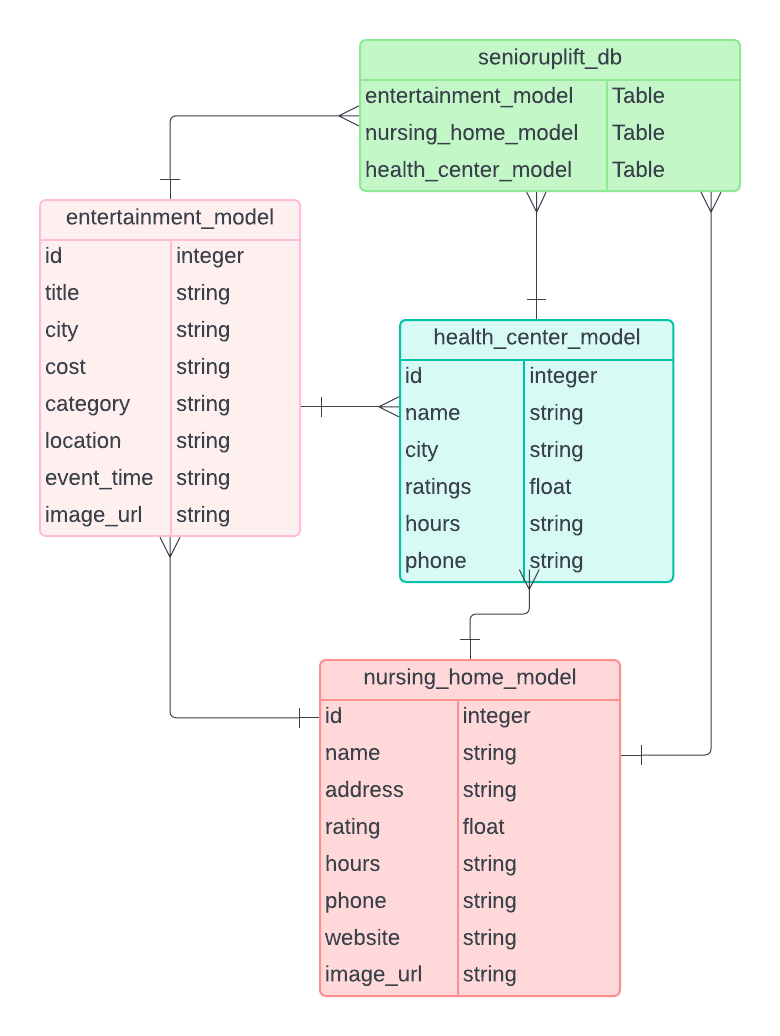 senioruplift_db
entertainment_model Table
nursing_home_model Table
health_center_model Table
entertainment_model
id integer
title string
city string
cost string
category string
location string
event_time string
image_url string
health_center_model
id integer
name string
city string
ratings float
hours string
phone string
nursing_home_model
id integer
name string
address string
rating float
hours string
phone string
website string
image_url string